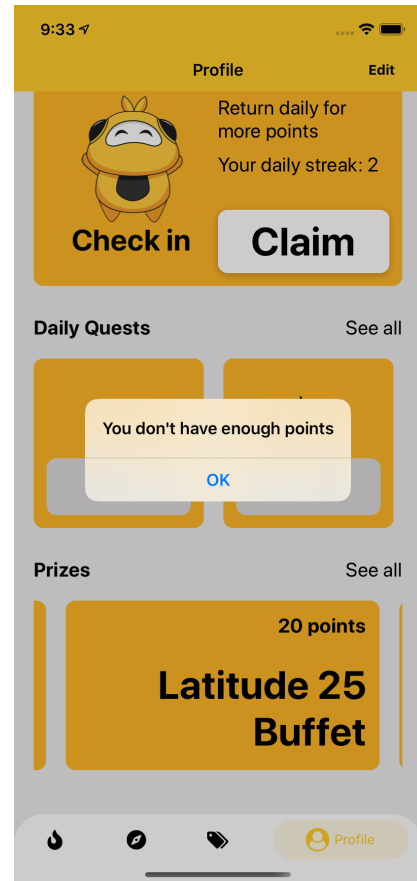 9:33
Profile
Edit
Return daily for
more points
Your daily streak: 2
Check in
Claim
Daily Quests
See all
You don't have enough points
OK
Prizes
See all
20 points
Latitude 25
Buffet
Profile